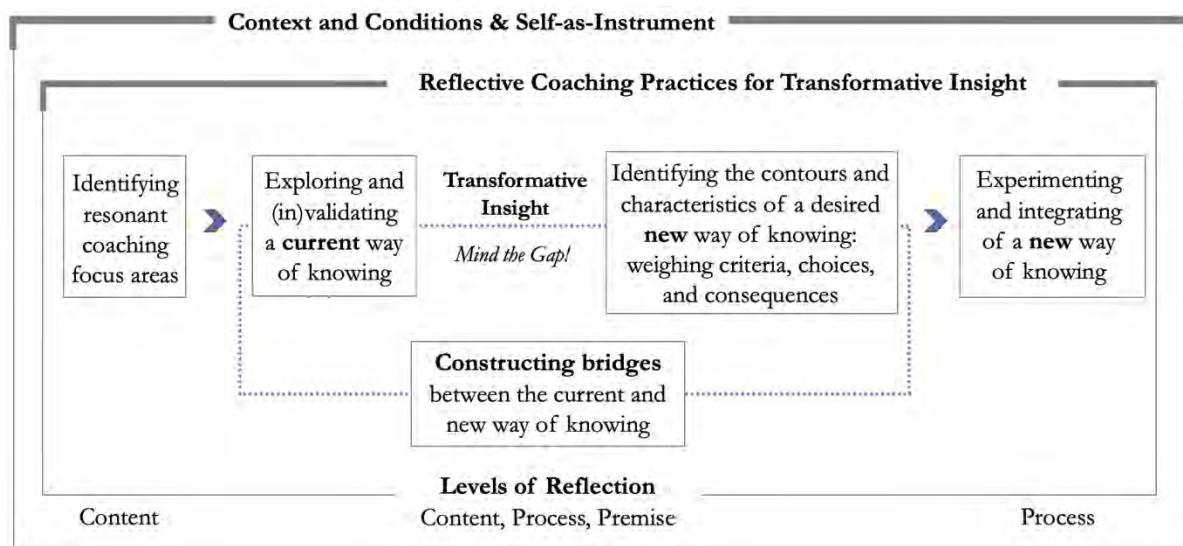 Context and Conditions & Self-as-Instrument
Reflective Coaching Practices for Transformative Insight
Identifying
resonant
coaching
focus areas
Exploring and
(in)validating
a current way
of knowing
Transformative
Insight
Mind the Gap!
Identifying the contours and
characteristics of a desired
new way of knowing:
weighing criteria, choices,
and consequences
Experimenting
and integrating
of a new way
of knowing
Constructing bridges
between the current and
new way of knowing
Levels of Reflection
Content
Content, Process, Premise
Process